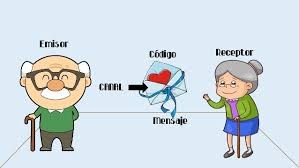 Emisor
Código
Receptor
CANAL
Mensaje